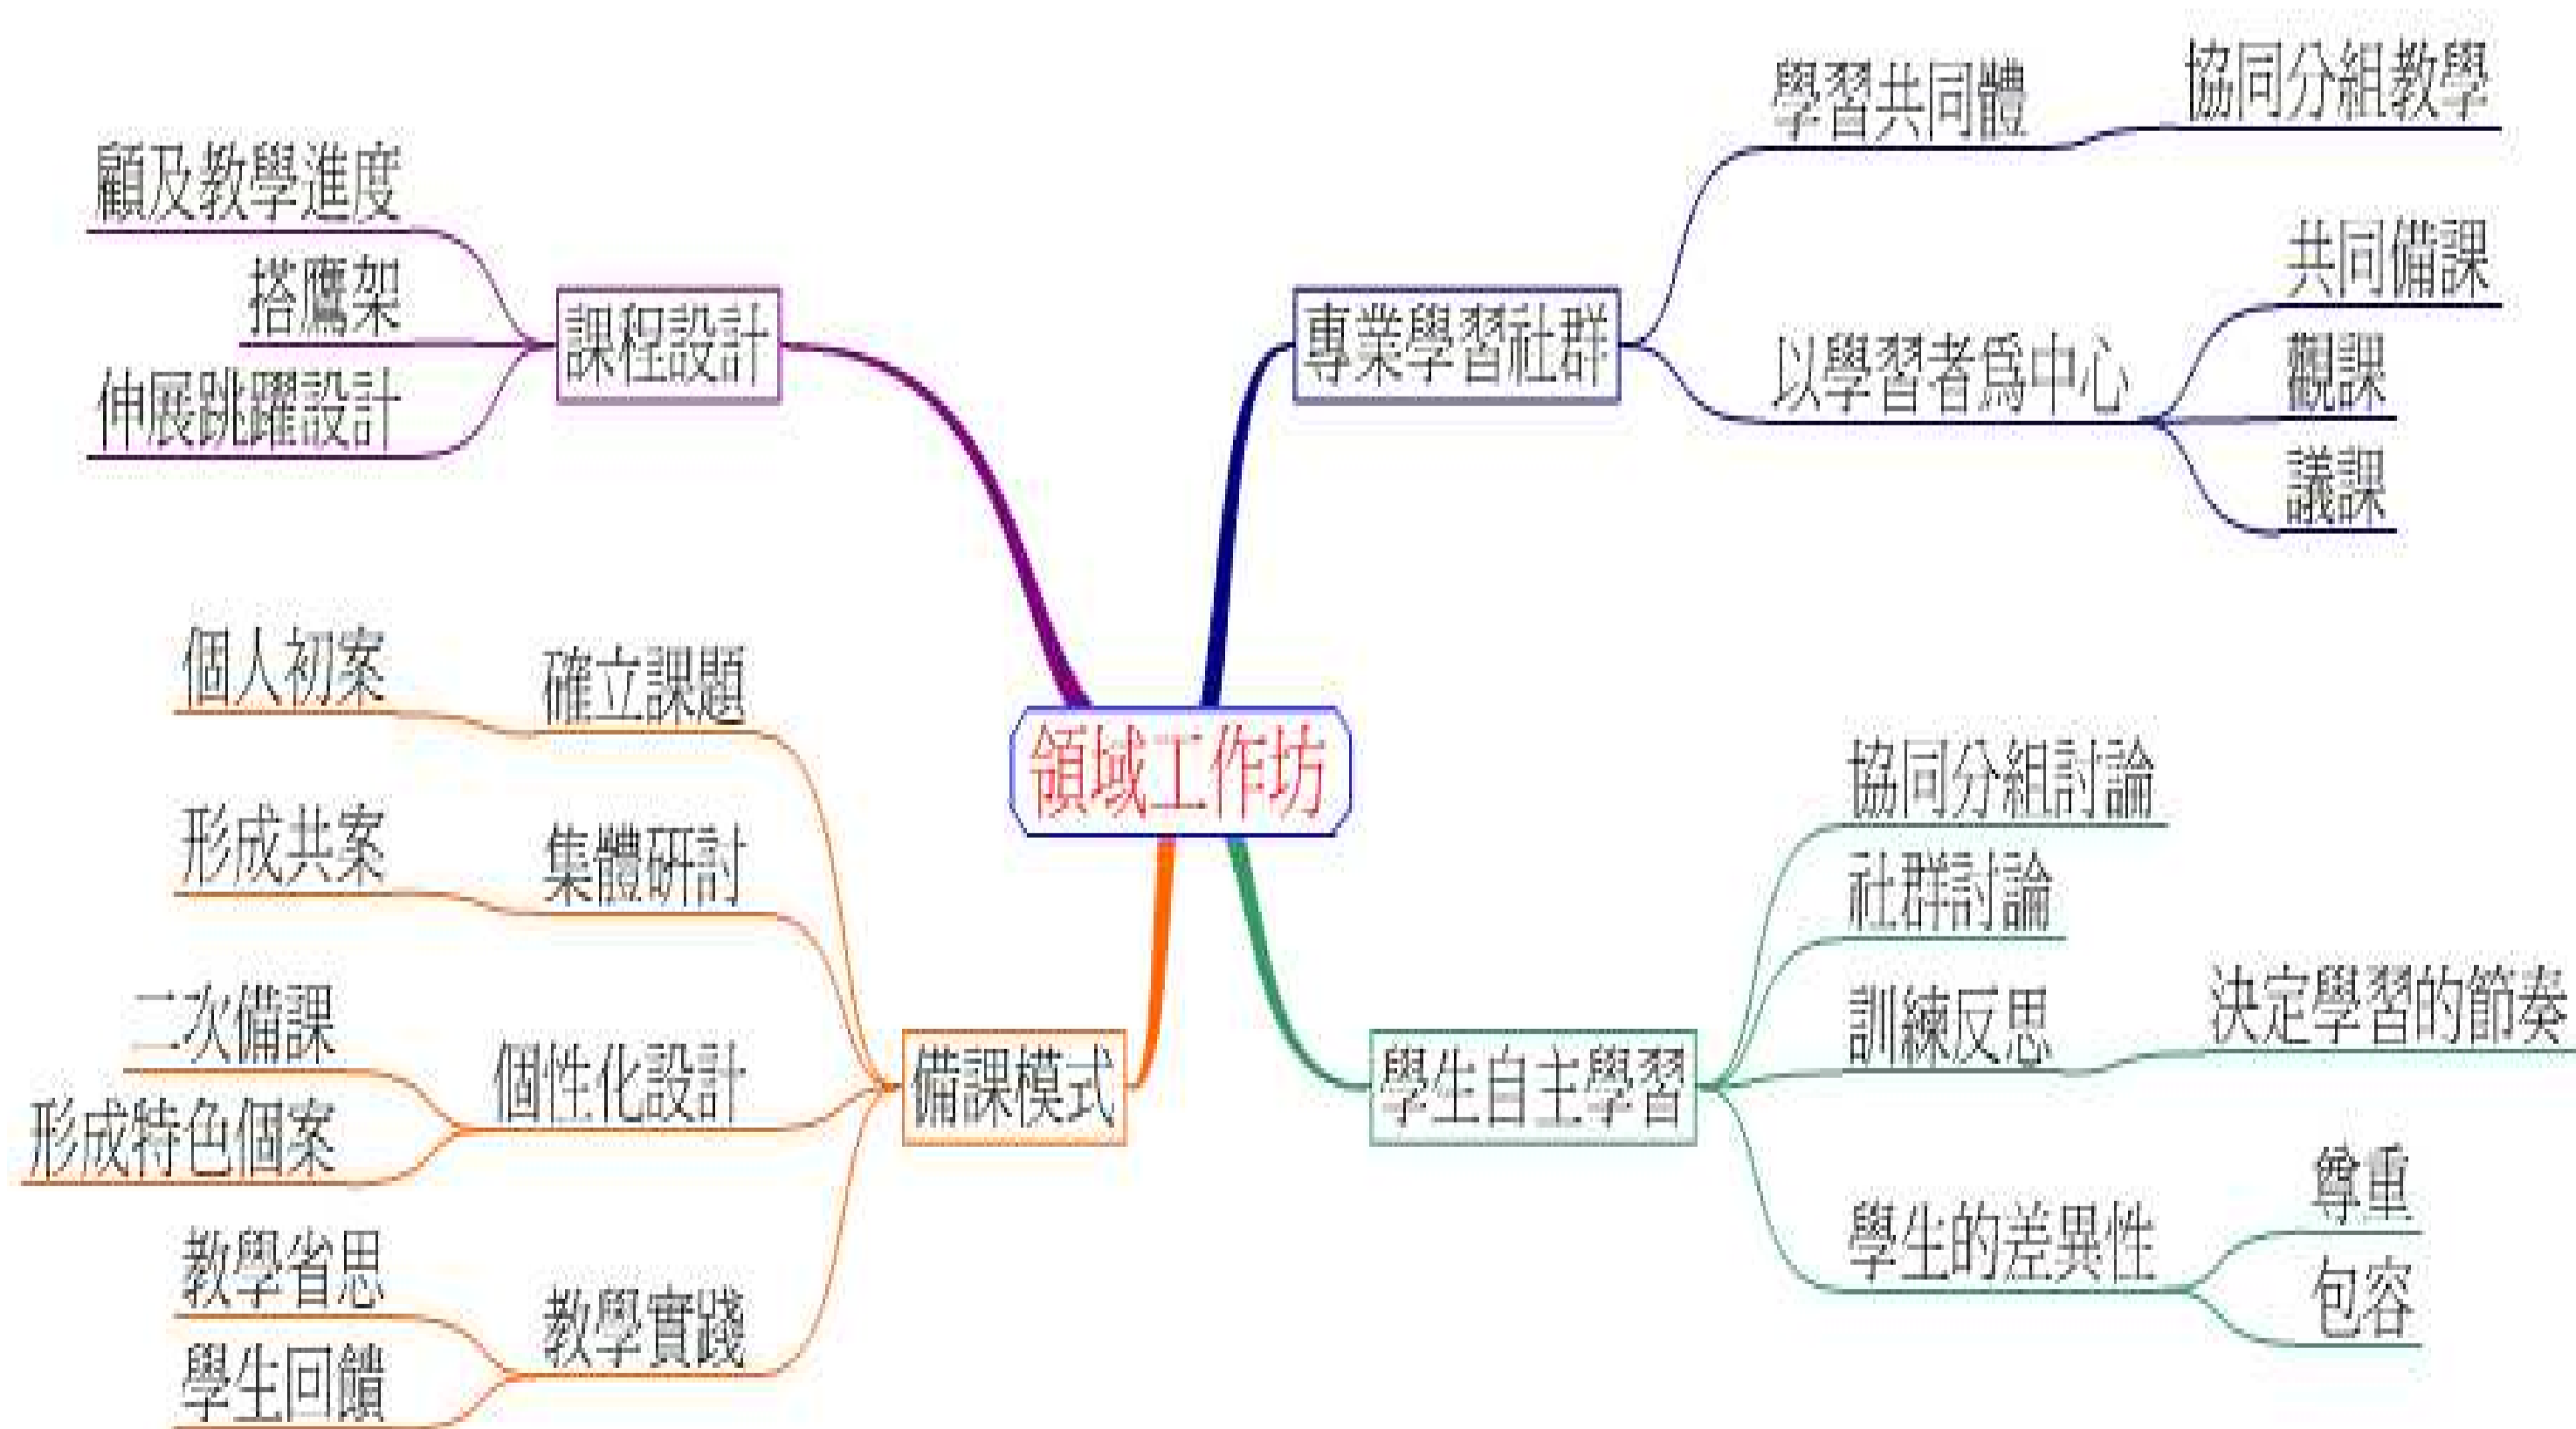 領域工作坊
專業學習社群
學習共同體
協同分組教學
以學習者爲中心
共同備課
觀課
議課
學生自主學習
協同分組討論
社群討論
訓練反思
決定學習的節奏
學生的差異性
尊重
包容
課程設計
顧及教學進度
搭鷹架
伸展跳躍設計
備課模式
確立課題
個人初案
集體研討
形成共案
個性化設計
二次備課
形成特色個案
教學實踐
教學省思
學生回饋